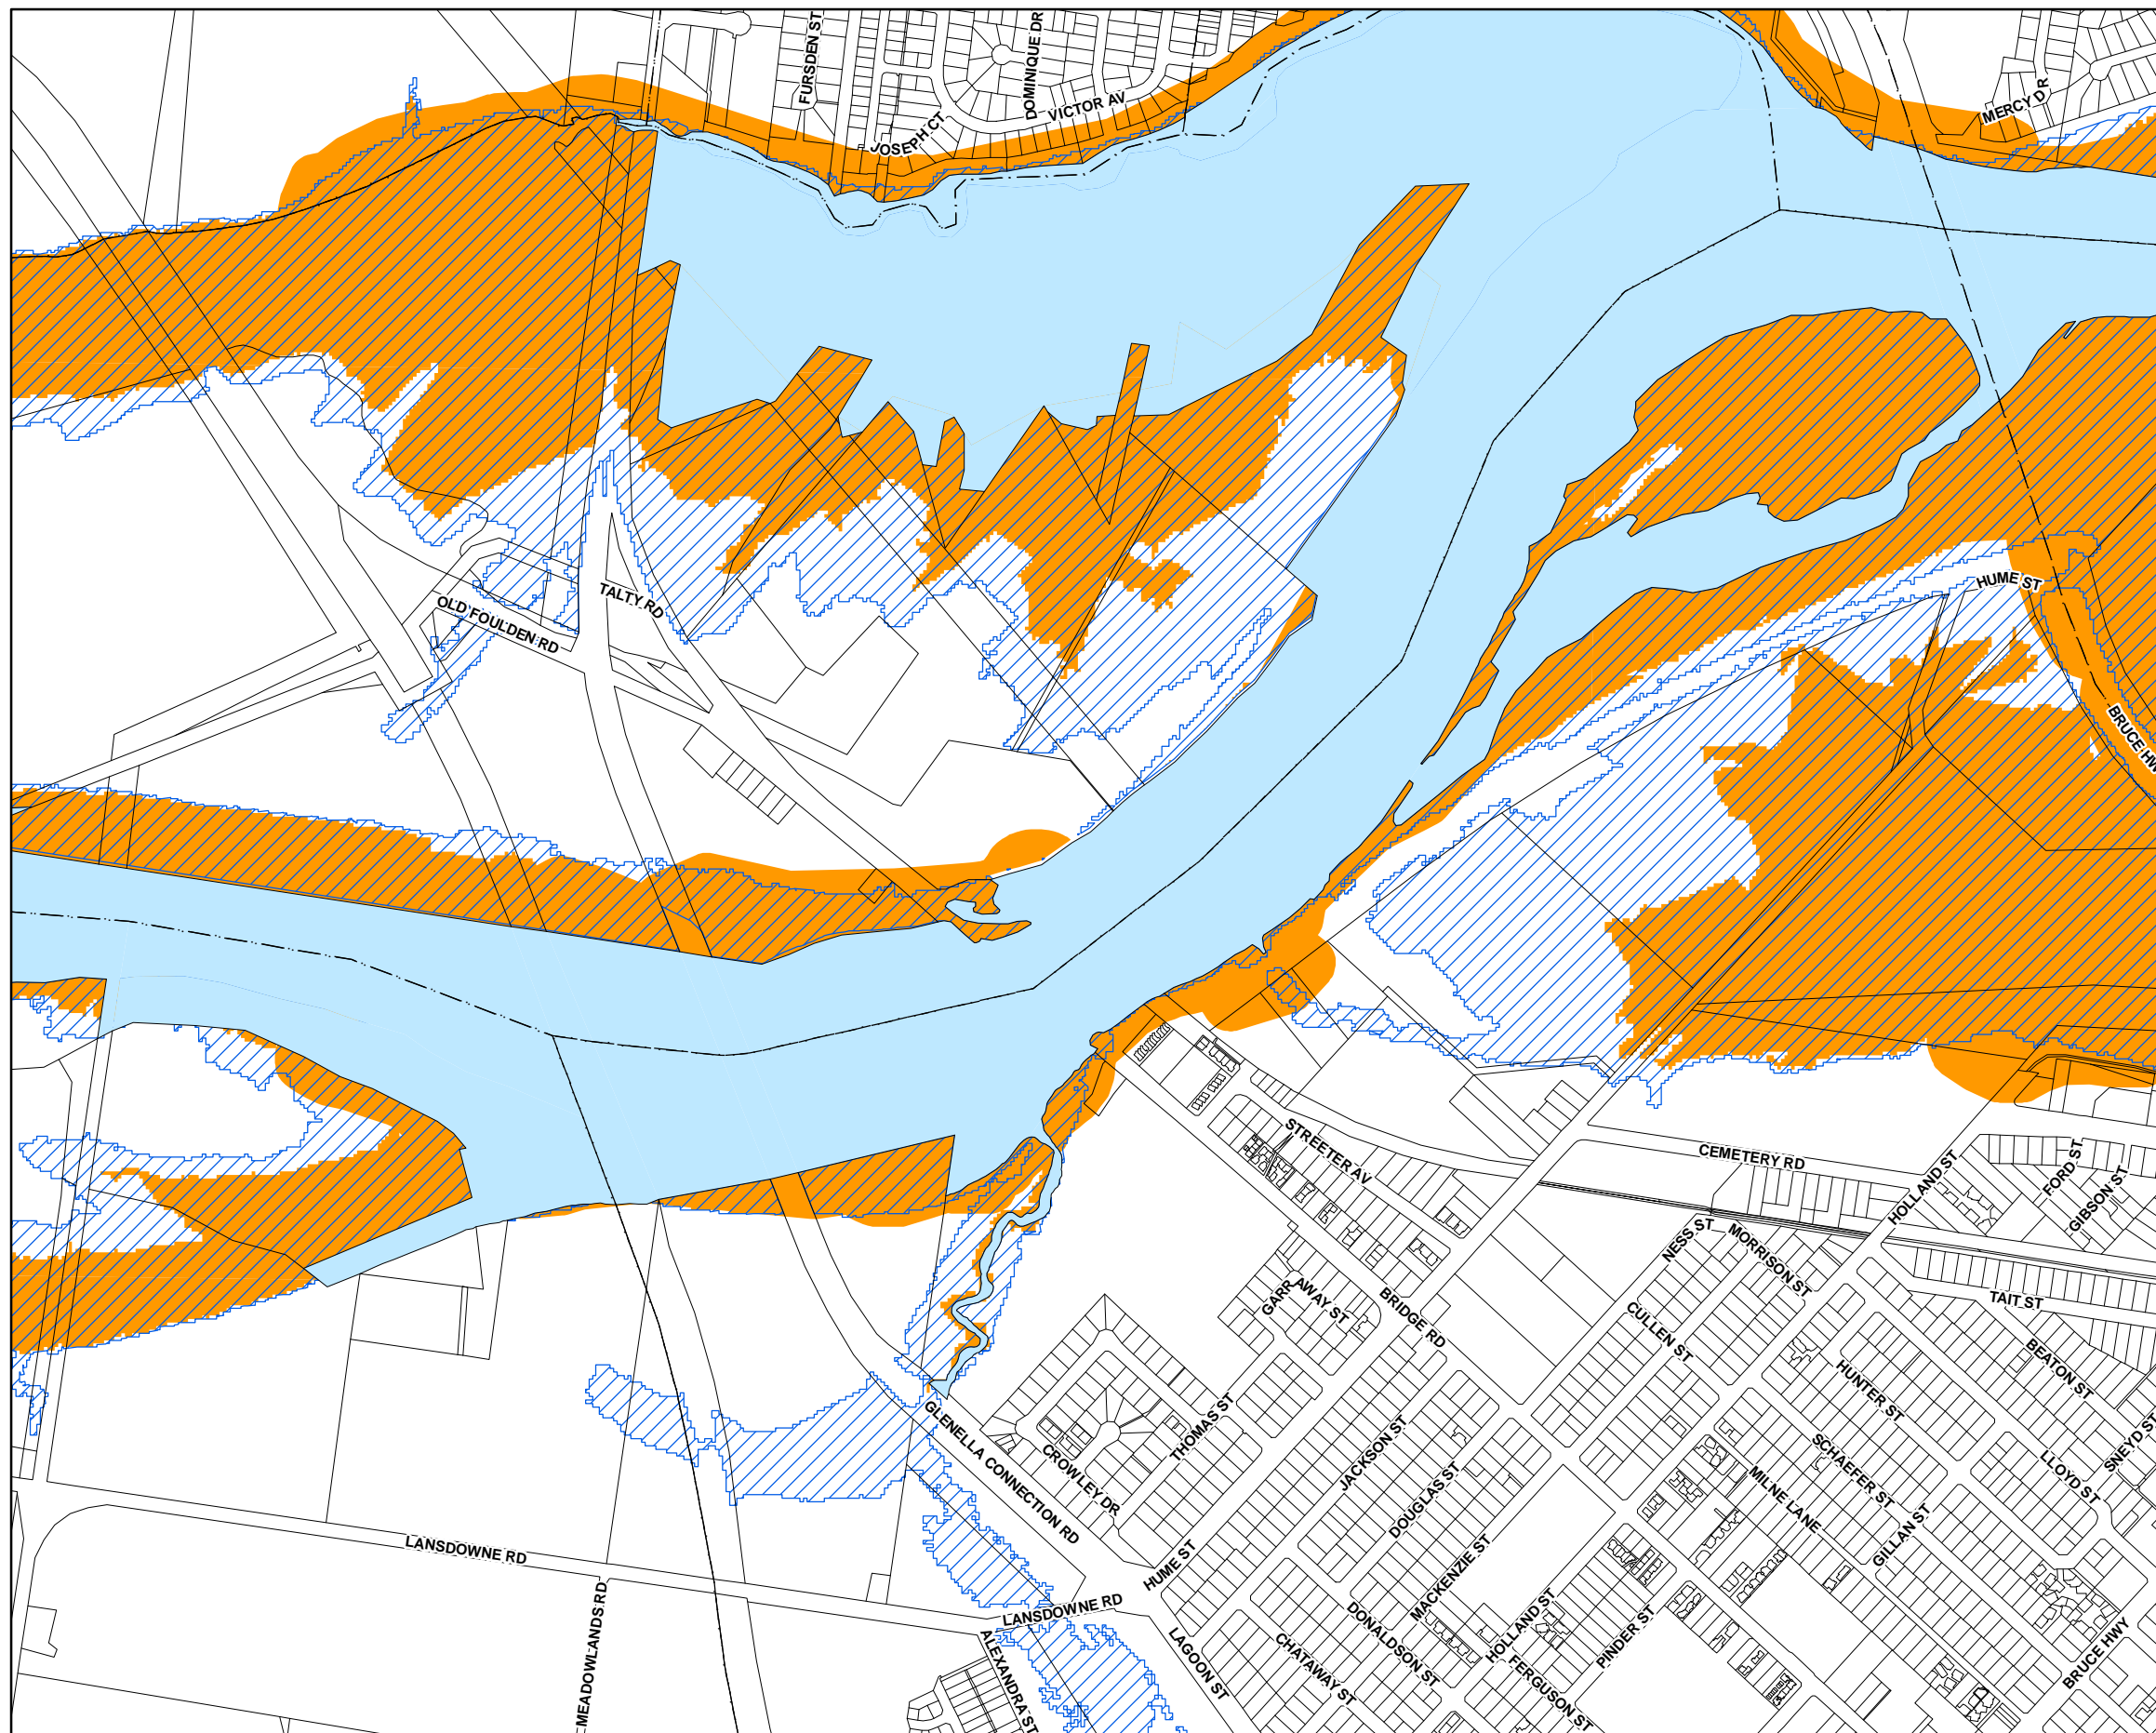 FURSDEN ST
DOMINIQUE DR
VICTOR AV
JOSEPH CT
MERCY DR
HUME ST
TALTY RD
OLD FOULDEN RD
BRUCE HW
STREETER AV
CEMETERY RD
HOLLAND ST
FORD ST
GIBSON ST
NESS ST
MORRISON ST
TAIT ST
GARRAWAY ST
BRIDGE RD
CULLEN ST
BEATON ST
HUNTER ST
THOMAS ST
GLENELLA CONNECTION RD
CROWLEY DR
JACKSON ST
DOUGLAS ST
SCHAEFER ST
LLOYD ST
SNEYD ST
MILNE LANE
GILLAN ST
LANSDOWNE RD
HUME ST
MACKENZIE ST
MEADOWLANDS RD
LANSDOWNE RD
ALEXANDRA ST
LAGOON ST
CHATAWAY ST
DONALDSON ST
HOLLAND ST
FERGUSON ST
PINDER ST
BRUCE HWY